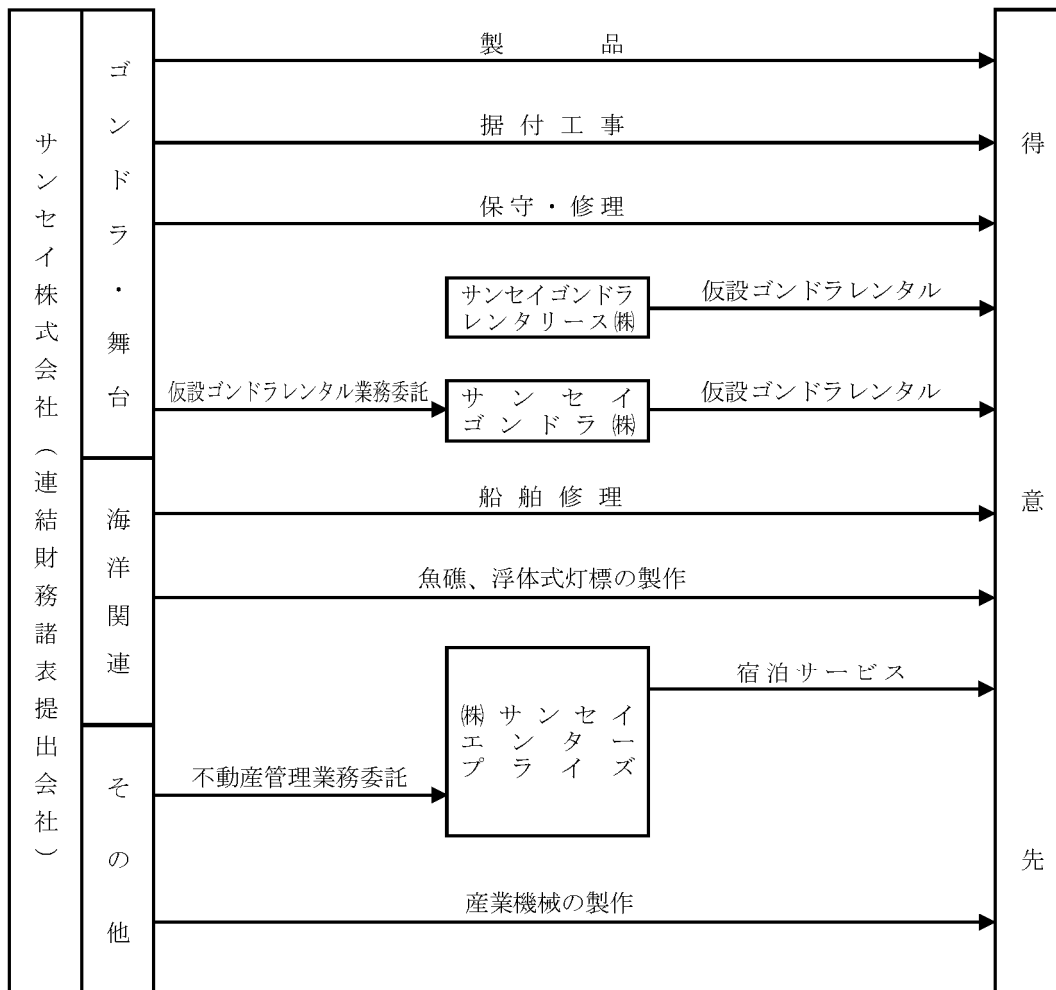 サンセイ株式会社（連結財務諸表提出会社）
ゴンドラ・舞台
製品
据付工事
保守・修理
サンセイゴンドラ
レンタリース㈱
仮設ゴンドラレンタル
仮設ゴンドラレンタル業務委託
サンセイ
ゴンドラ㈱
仮設ゴンドラレンタル
海洋関連
船舶修理
魚礁、浮体式灯標の製作
その他
不動産管理業務委託
㈱サンセイ
エンター
プライズ
宿泊サービス
産業機械の製作
得意先